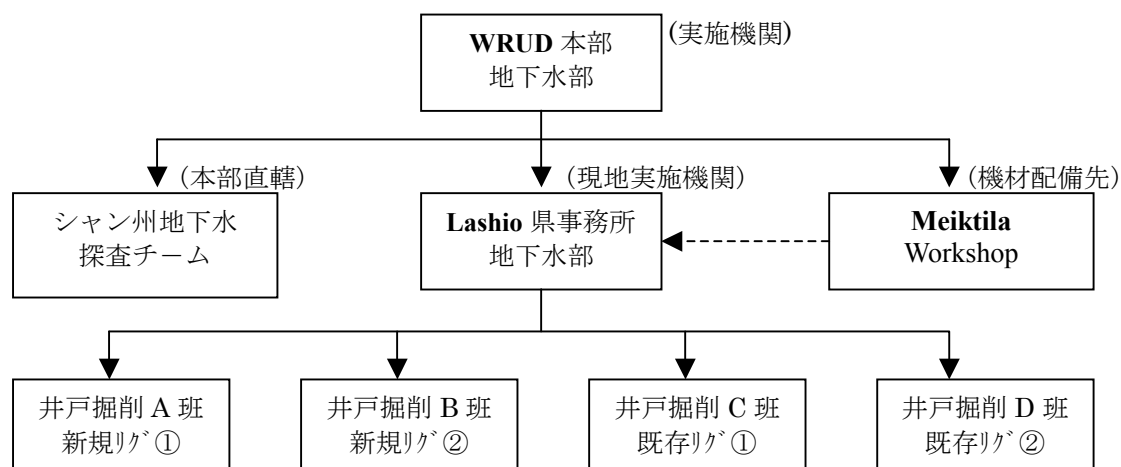 WRUD 本部
地下水部
(実施機関)
(本部直轄)
(現地実施機関)
(機材配備先)
シャン州地下水
探査チーム
Lashio 県事務所
地下水部
Meiktila
Workshop
井戸掘削 A 班
新規ﾘｸﾞ①
井戸掘削 B 班
新規ﾘｸﾞ②
井戸掘削 C 班
既存ﾘｸﾞ①
井戸掘削 D 班
既存ﾘｸﾞ②